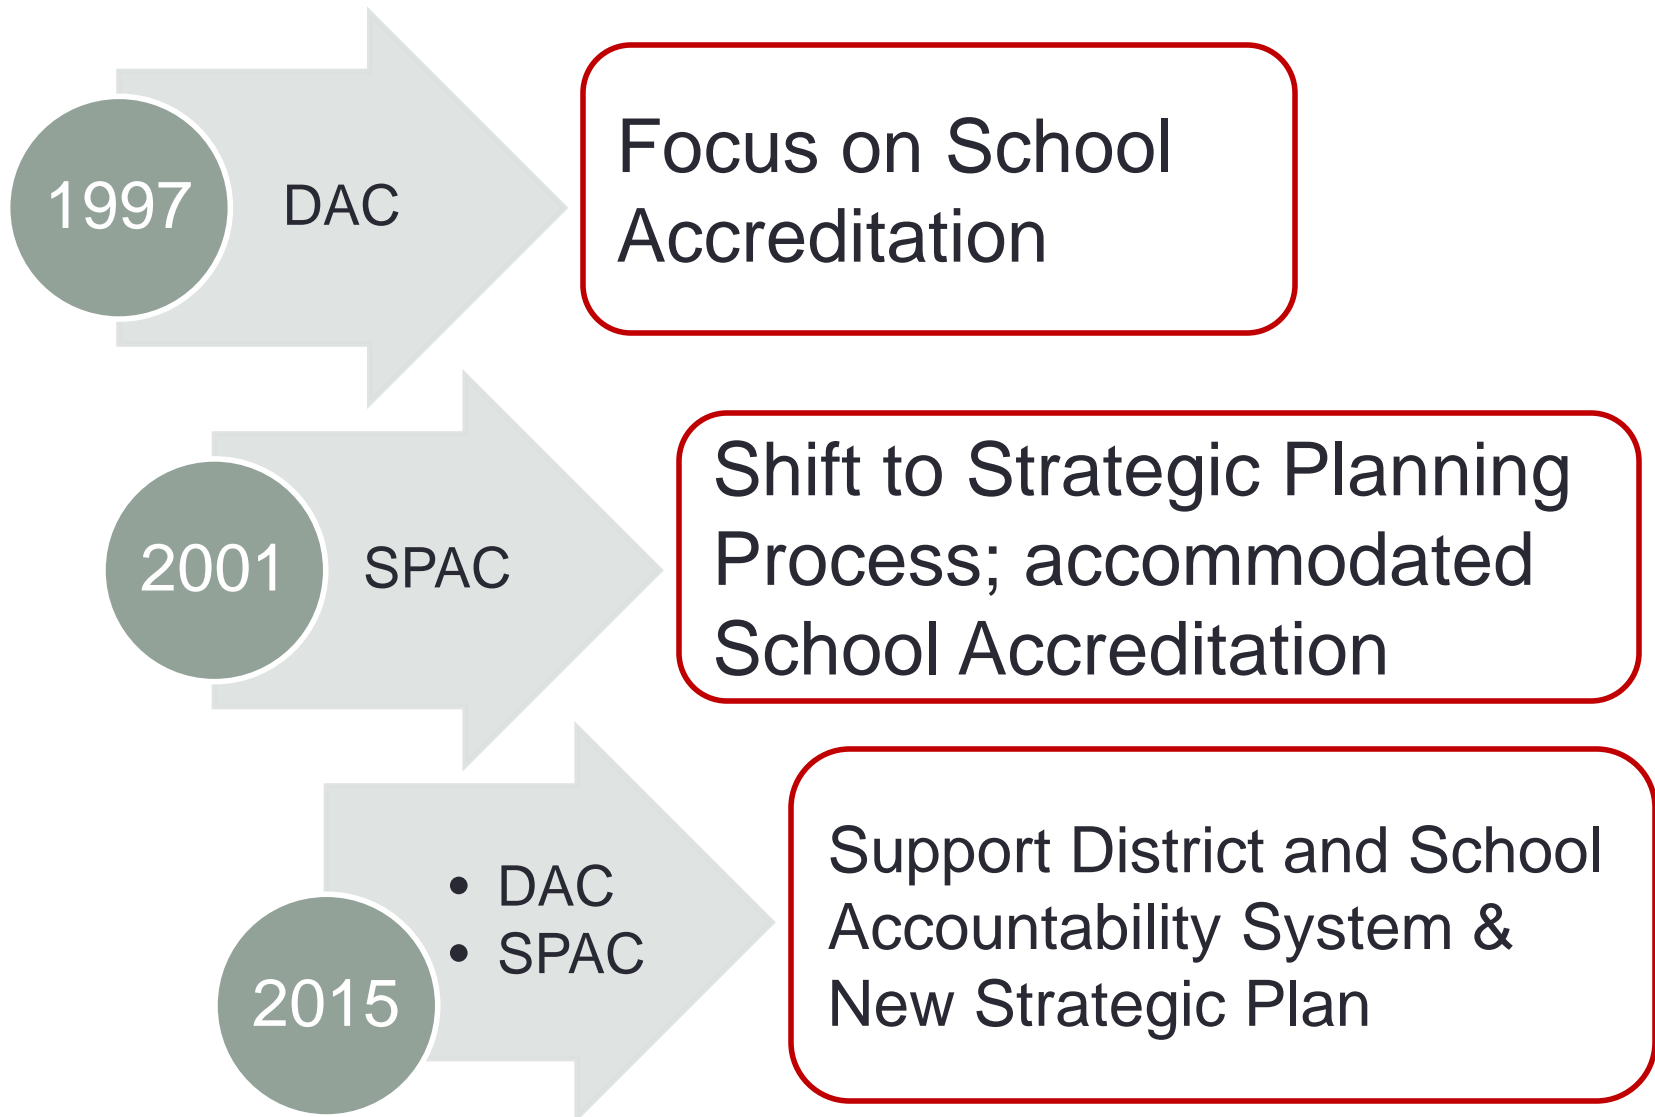 1997
DAC
Focus on School
Accreditation
2001
SPAC
Shift to Strategic Planning
Process; accommodated
School Accreditation
2015
• DAC
• SPAC
Support District and School
Accountability System &
New Strategic Plan